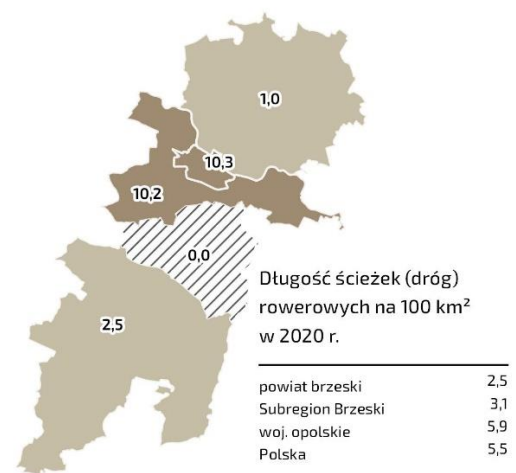 1,0
10,3
10,2
0,0
2,5
Długość ścieżek (dróg)
rowerowych na 100 km²
w 2020 r.
powiat brzeski 2,5
Subregion Brzeski 3,1
woj. opolskie 5,9
Polska 5,5